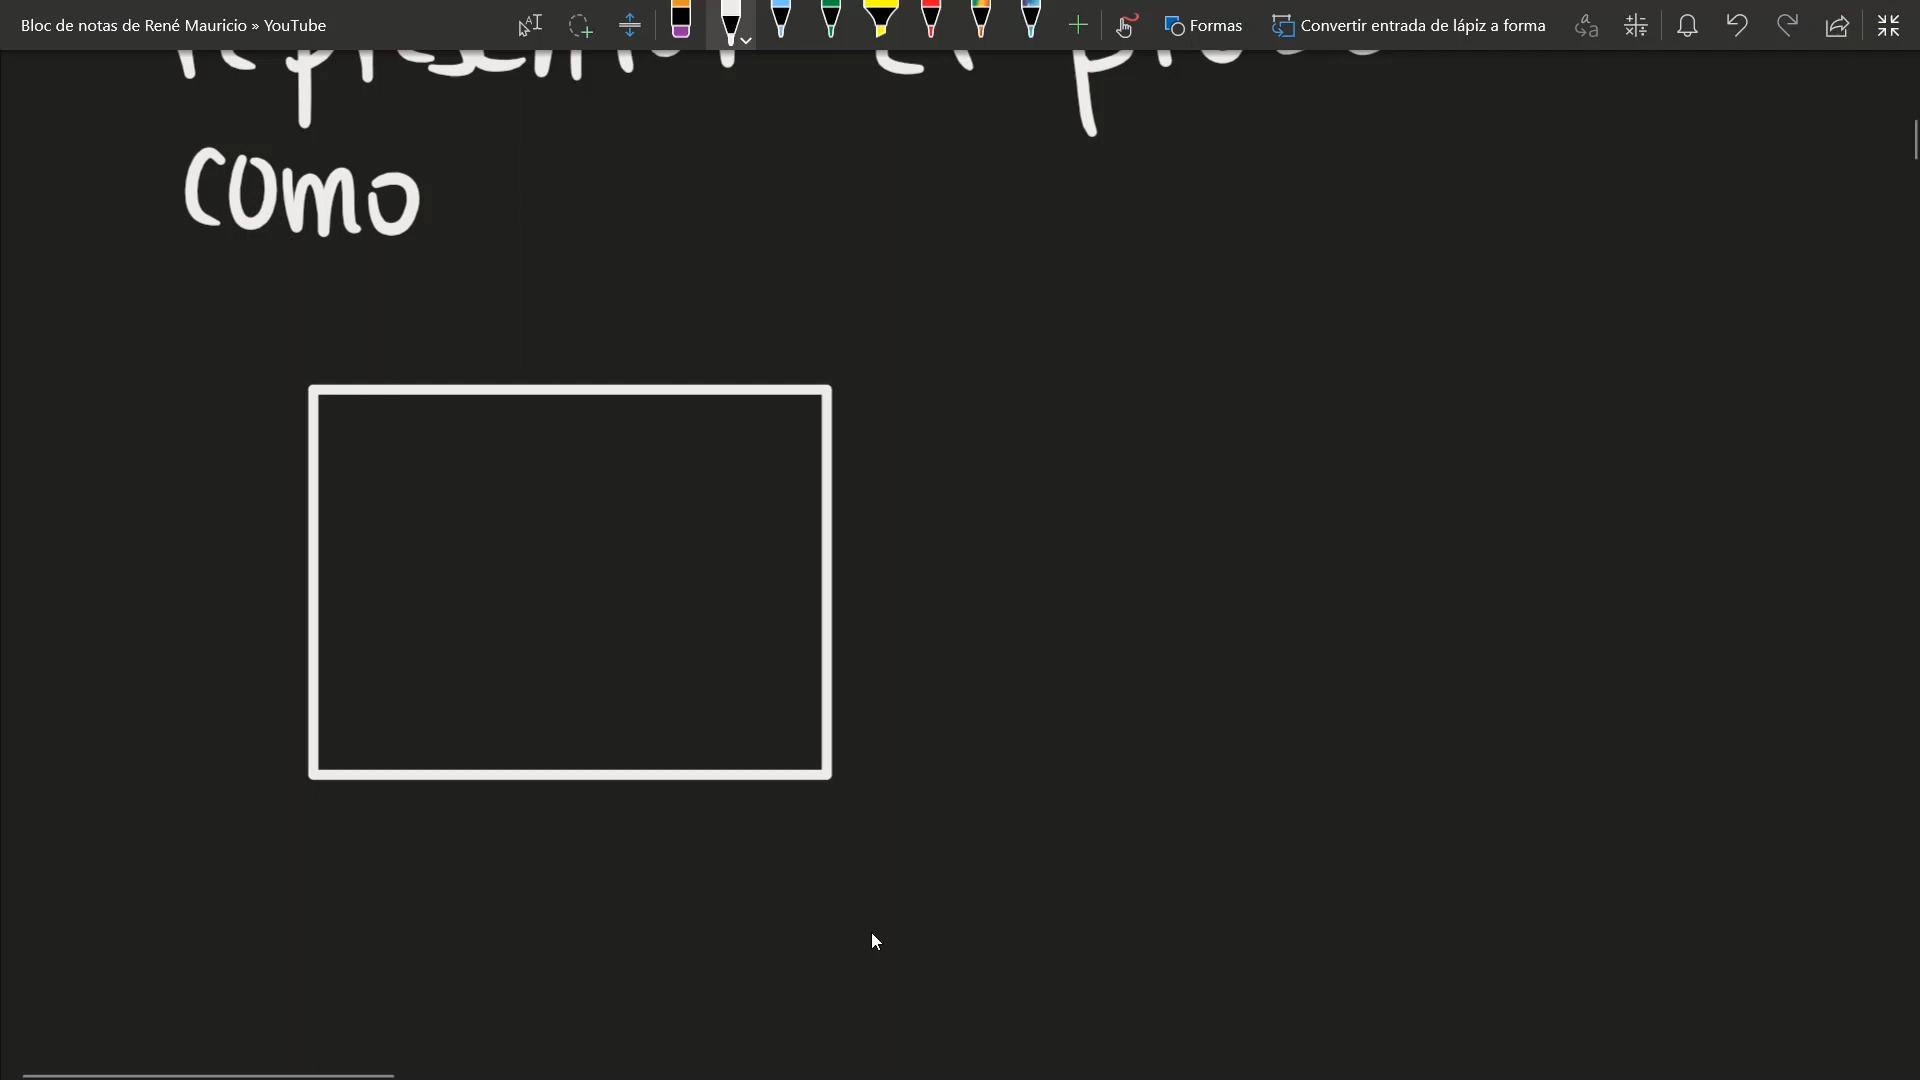 Bloc de notas de René Mauricio » YouTube
Formas
Convertir entrada de lápiz a forma
como